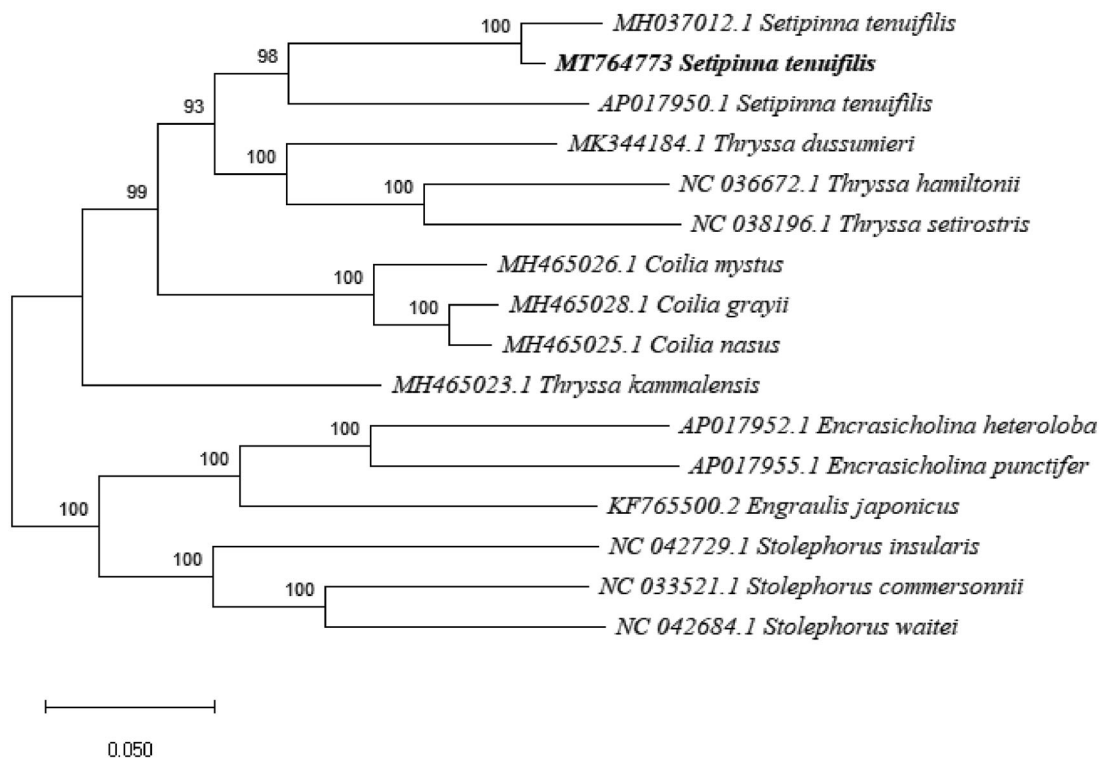 MH037012.1 Setipinna tenuifilis
100
MT764773 Setipinna tenuifilis
98
AP017950.1 Setipinna tenuifilis
93
MK344184.1 Thryssa dussumieri
100
NC 036672.1 Thryssa hamiltonii
100
99
NC 038196.1 Thryssa setirostris
MH465026.1 Coilia mystus
100
MH465028.1 Coilia grayii
100
MH465025.1 Coilia nasus
MH465023.1 Thryssa kammalensis
AP017952.1 Encrasicholina heteroloba
100
100
AP017955.1 Encrasicholina punctifer
KF765500.2 Engraulis japonicus
100
NC 042729.1 Stolephorus insularis
100
NC 033521.1 Stolephorus commersonnii
100
NC 042684.1 Stolephorus waitei
0.050